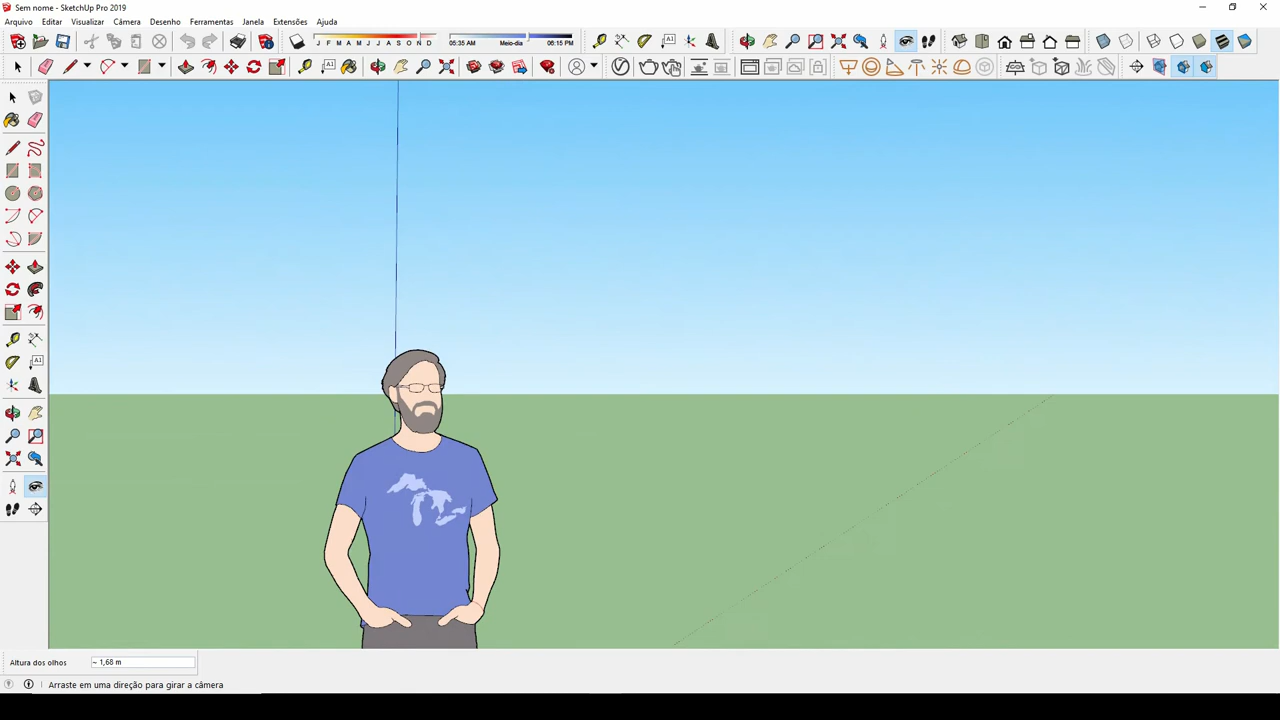 Sem nome - SketchUp Pro 2019
Arquivo Editar Visualizar Câmera Desenho Ferramentas Janela Extensões Ajuda
J F M A M J J A S O N D 05:35 AM Meio-dia 06:15 PM
Altura dos olhos ~ 1,68 m
Arraste em uma direção para girar a câmera